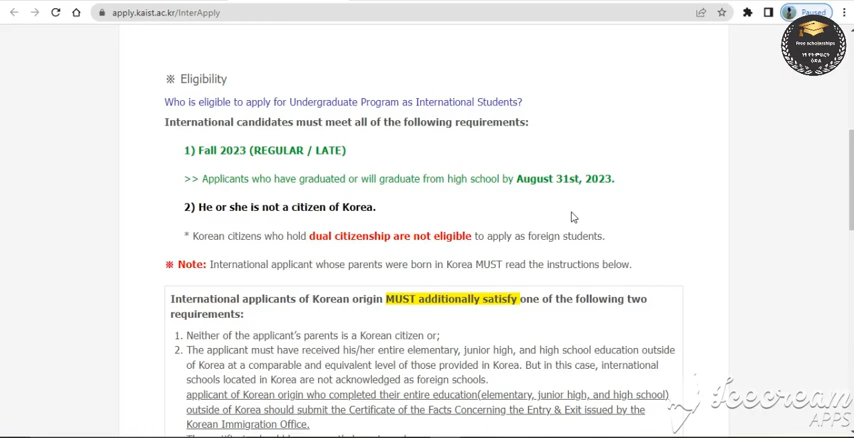 apply.kaist.ac.kr/InterApply
Paused
Free scholarships
※ Eligibility
Who is eligible to apply for Undergraduate Program as International Students?
International candidates must meet all of the following requirements:
1) Fall 2023 (REGULAR / LATE)
>> Applicants who have graduated or will graduate from high school by August 31st, 2023.
2) He or she is not a citizen of Korea.
* Korean citizens who hold dual citizenship are not eligible to apply as foreign students.
※ Note: International applicant whose parents were born in Korea MUST read the instructions below.
International applicants of Korean origin MUST additionally satisfy one of the following two
requirements:
1. Neither of the applicant's parents is a Korean citizen or;
2. The applicant must have received his/her entire elementary, junior high, and high school education outside
of Korea at a comparable and equivalent level of those provided in Korea. But in this case, international
schools located in Korea are not acknowledged as foreign schools.
applicant of Korean origin who completed their entire education(elementary, junior high, and high school)
outside of Korea should submit the Certificate of the Facts Concerning the Entry & Exit issued by the
Korean Immigration Office.
Icecream
APPS